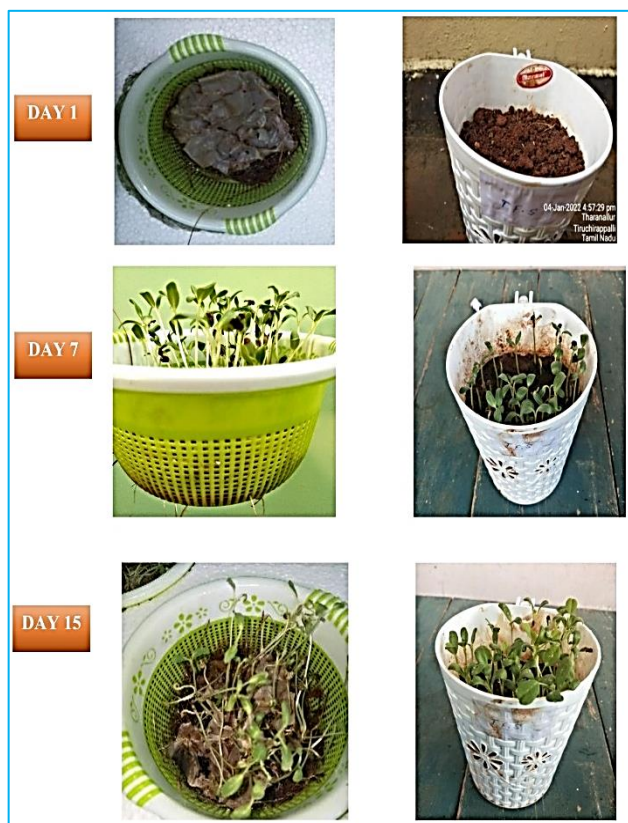 DAY 1
04-Jan-2022 4:57:29 pm
Tharanallur
Tiruchirappalli
Tamil Nadu
DAY 7
DAY 15